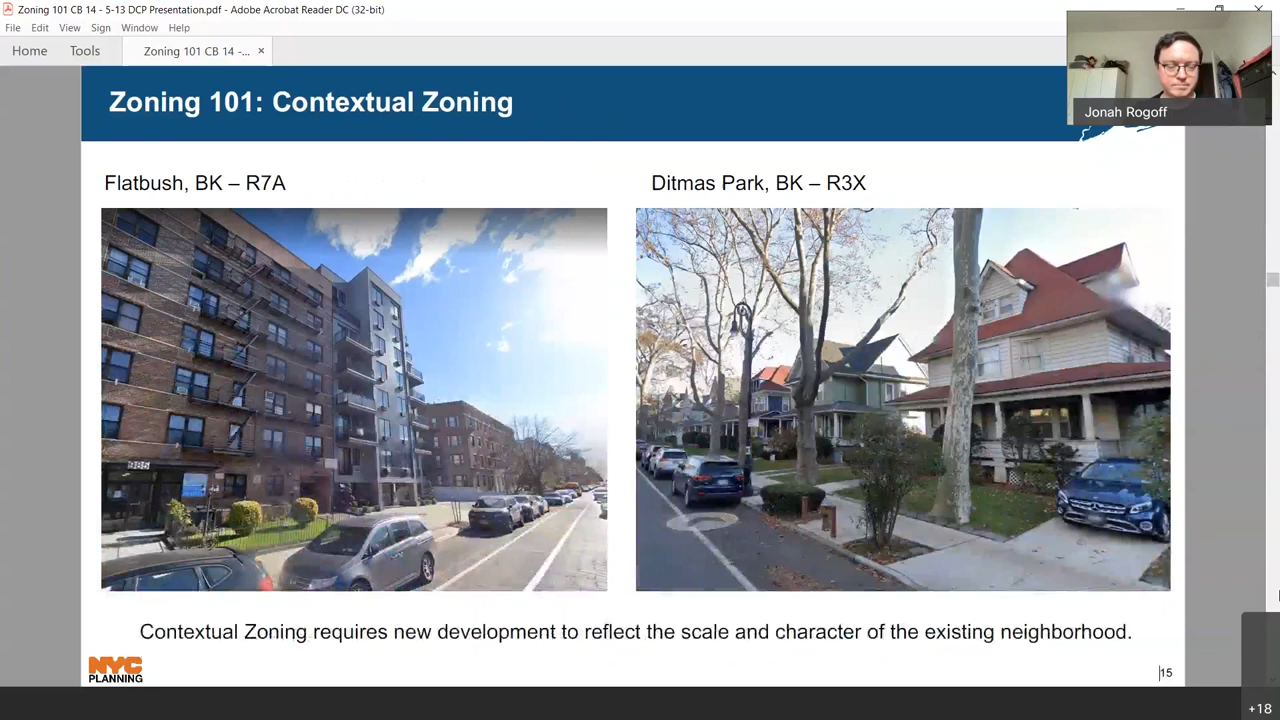 Zoning 101 CB 14 - 5-13 DCP Presentation.pdf - Adobe Acrobat Reader DC (32-bit)
File Edit View Sign Window Help
Home Tools Zoning 101 CB 14 -... ×
Jonah Rogoff
Zoning 101: Contextual Zoning
Flatbush, BK – R7A
Ditmas Park, BK – R3X
985
Contextual Zoning requires new development to reflect the scale and character of the existing neighborhood.
NYC
PLANNING
15
+18